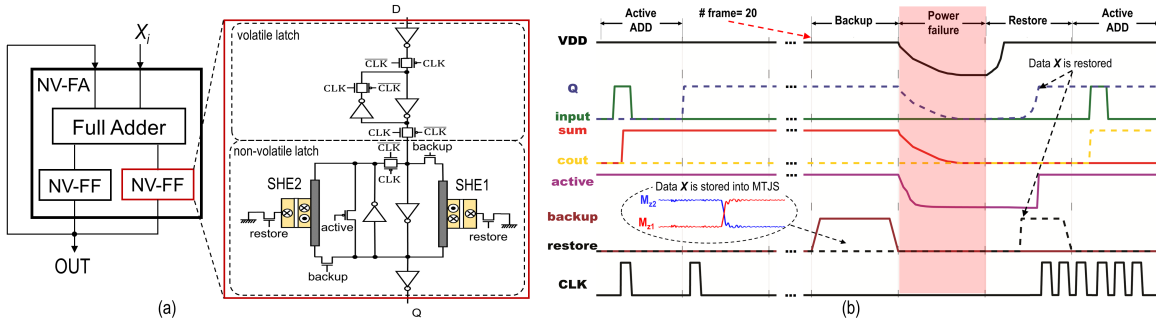 (a)
X_i
NV-FA
Full Adder
NV-FF
NV-FF
OUT
D
volatile latch
CLK
CLK
CLK
CLK
CLK
CLK
non-volatile latch
CLK
CLK
backup
SHE2
SHE1
restore
active
restore
backup
Q
Active ADD
# frame= 20
Backup
Power failure
Restore
Active ADD
VDD
Data X is restored
Q
input
sum
cout
active
Data X is stored into MTJS
M_z2
M_z1
backup
restore
CLK
(b)